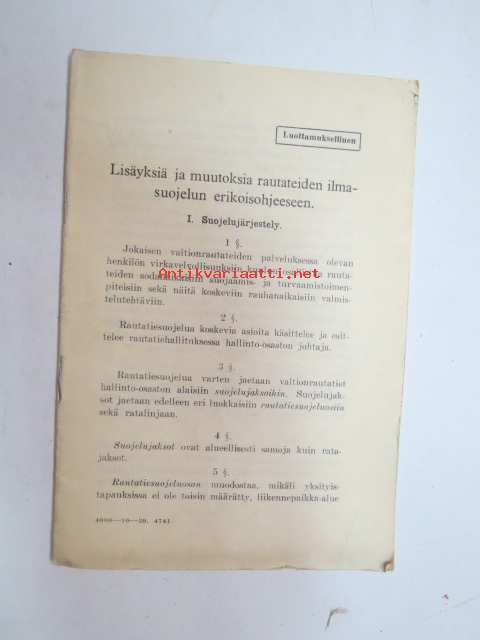 Luottamuksellinen
Lisäyksiä ja muutoksia rautateiden ilma-
suojelun erikoisohjeeseen.
I. Suojelujärjestely.
1 §.
Jokaisen valtionrautateiden palveluksessa olevan
henkilön virkavelvollisuuksiin
Antikvariaatti.net
teiden suojaamis- ja turvaamistoimen-
piteisiin sekä näitä koskeviin rauhanaikaisiin valmis-
telutehtäviin.
2 §.
Rautatiesuojelua koskevia asioita käsittelee ja esit-
telee rautatiehallituksessa hallinto-osaston johtaja.
3 §.
Rautatiesuojelua varten jaetaan valtionrautatiet
hallinto-osaston alaisiin suojelujaksoihin. Suojelujak-
sot jaetaan edelleen eri luokkaisiin rautatiesuojeluosiin
sekä ratalinjaan.
4 §.
Suojelujaksot ovat alueellisesti samoja kuin rata-
jaksot.
5 §.
Rautatiesuojeluosan muodostaa, mikäli yksityis-
tapauksissa ei ole toisin määrätty, liikennepaikka-alue
4741